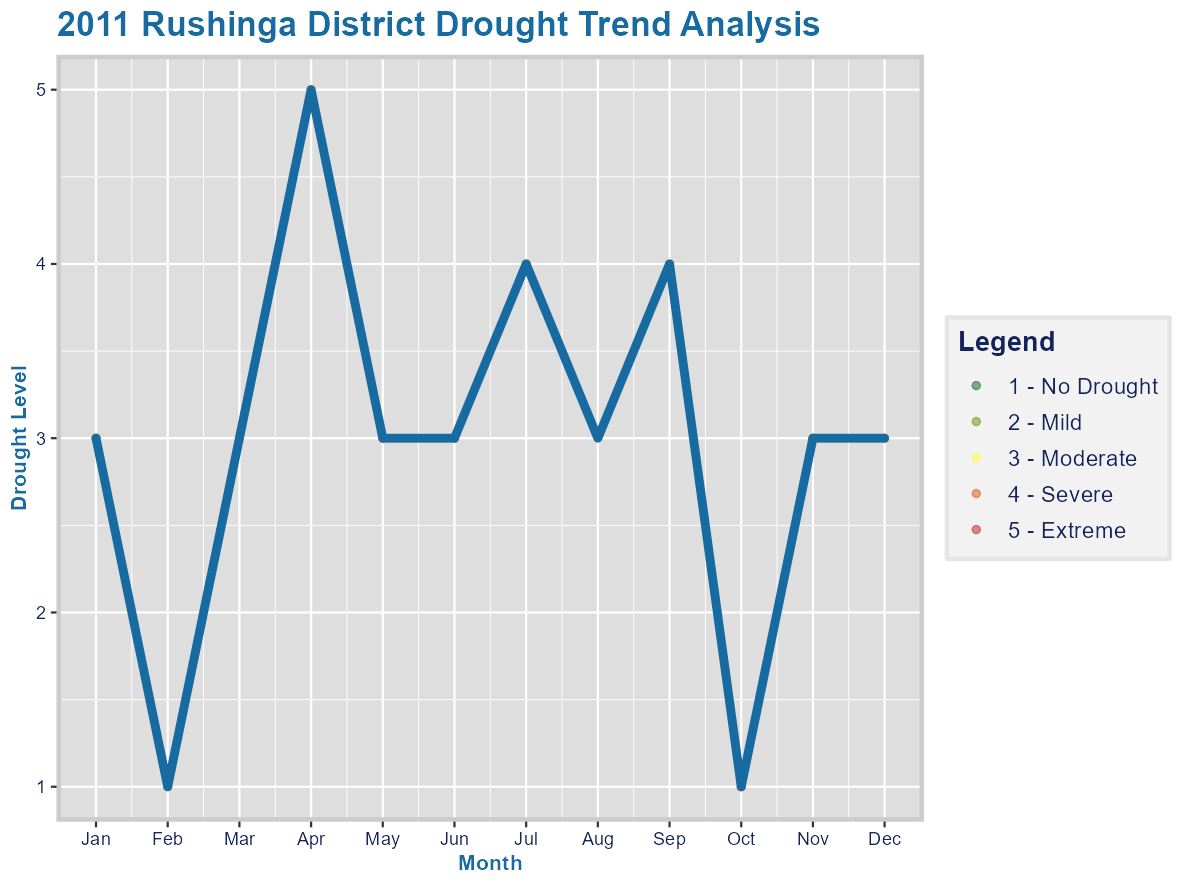 2011 Rushinga District Drought Trend Analysis
5
4
3
2
1
Drought Level
Jan Feb Mar Apr May Jun Jul Aug Sep Oct Nov Dec
Month
Legend
1 - No Drought
2 - Mild
3 - Moderate
4 - Severe
5 - Extreme